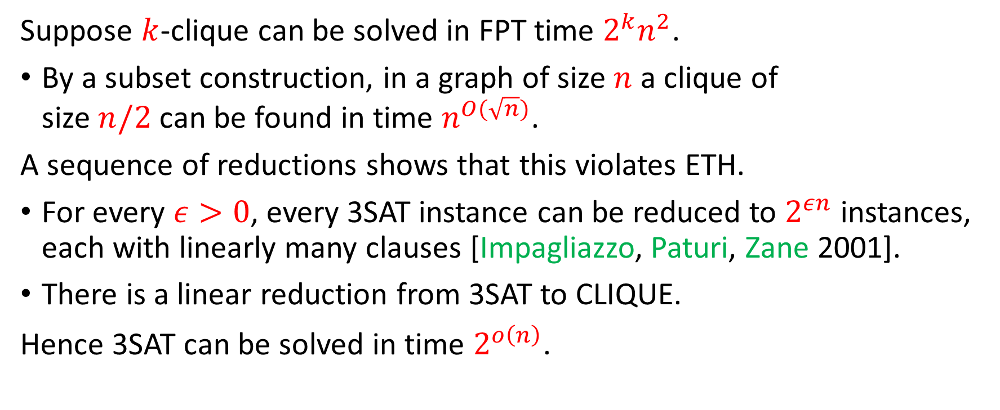 Suppose k-clique can be solved in FPT time 2^k n^2.
• By a subset construction, in a graph of size n a clique of
size n/2 can be found in time n^{O(√n)}.
A sequence of reductions shows that this violates ETH.
• For every ϵ > 0, every 3SAT instance can be reduced to 2^{ϵn} instances,
each with linearly many clauses [Impagliazzo, Paturi, Zane 2001].
• There is a linear reduction from 3SAT to CLIQUE.
Hence 3SAT can be solved in time 2^{o(n)}.